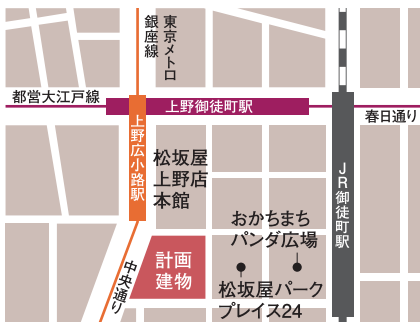 東京メトロ
銀座線
都営大江戸線
上野御徒町駅
春日通り
上野広小路駅
松坂屋
上野店
本館
JR御徒町駅
おかちまち
パンダ広場
計画
建物
中央通り
松坂屋パーク
プレイス24